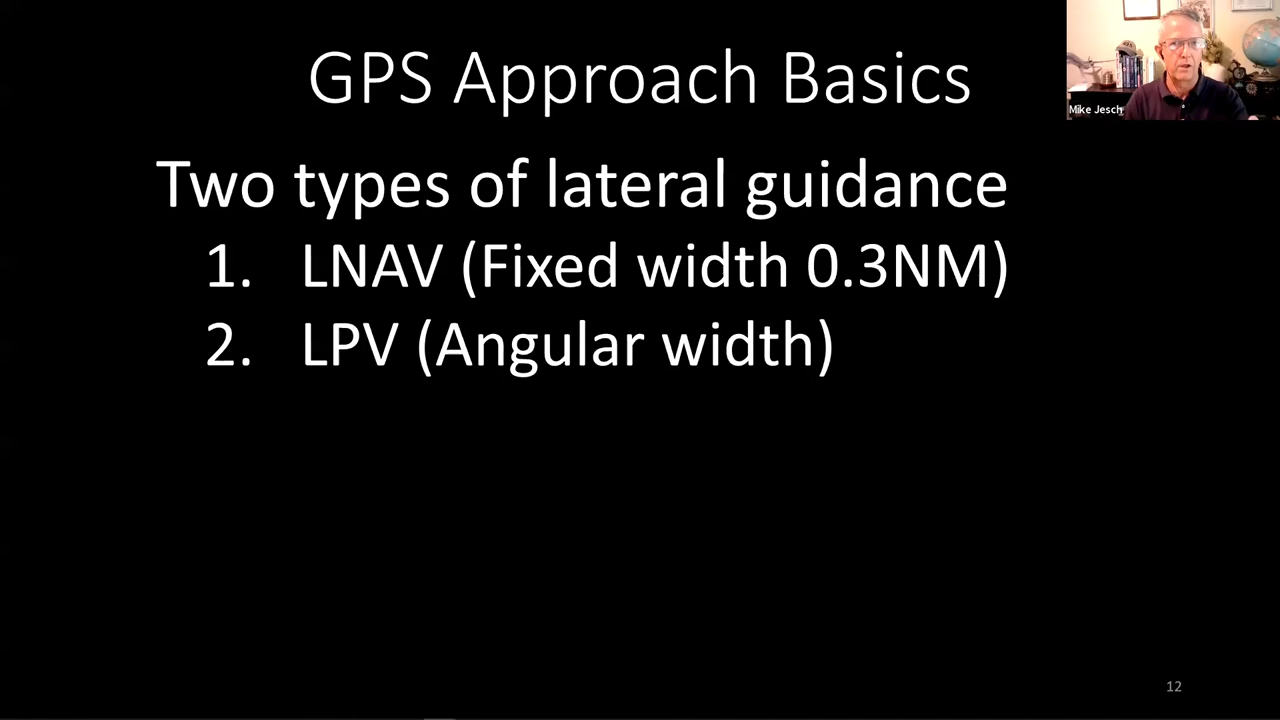 GPS Approach Basics
Mike Jesch
Two types of lateral guidance
1. LNAV (Fixed width 0.3NM)
2. LPV (Angular width)
12